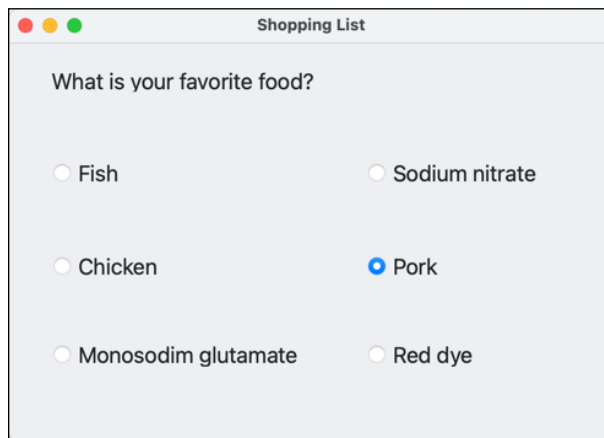 Shopping List
What is your favorite food?
Fish
Sodium nitrate
Chicken
Pork
Monosodim glutamate
Red dye